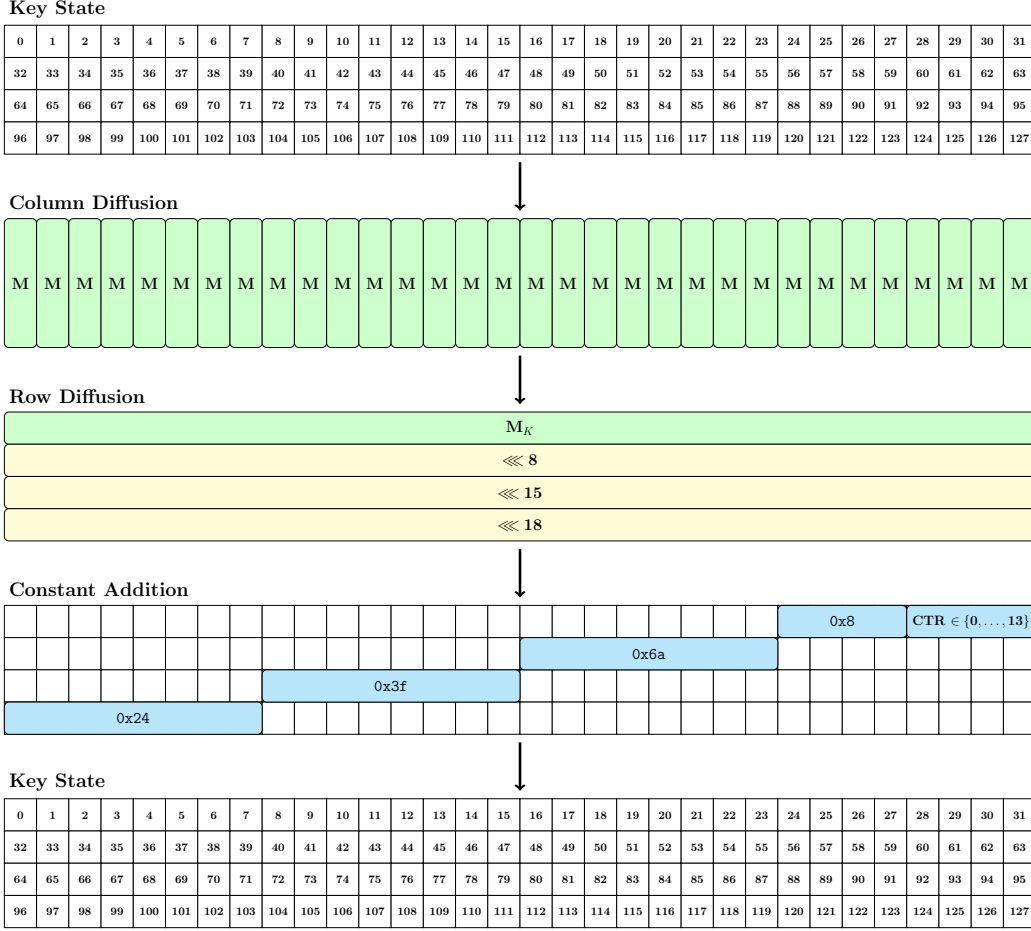 Key State
0 1 2 3 4 5 6 7 8 9 10 11 12 13 14 15 16 17 18 19 20 21 22 23 24 25 26 27 28 29 30 31
32 33 34 35 36 37 38 39 40 41 42 43 44 45 46 47 48 49 50 51 52 53 54 55 56 57 58 59 60 61 62 63
64 65 66 67 68 69 70 71 72 73 74 75 76 77 78 79 80 81 82 83 84 85 86 87 88 89 90 91 92 93 94 95
96 97 98 99 100 101 102 103 104 105 106 107 108 109 110 111 112 113 114 115 116 117 118 119 120 121 122 123 124 125 126 127
Column Diffusion
M M M M M M M M M M M M M M M M M M M M M M M M M M M M M M M M
Row Diffusion
M_K
⋘ 8
⋘ 15
⋘ 18
Constant Addition
0x8 CTR ∈ {0, …, 13}
0x6a
0x3f
0x24
Key State
0 1 2 3 4 5 6 7 8 9 10 11 12 13 14 15 16 17 18 19 20 21 22 23 24 25 26 27 28 29 30 31
32 33 34 35 36 37 38 39 40 41 42 43 44 45 46 47 48 49 50 51 52 53 54 55 56 57 58 59 60 61 62 63
64 65 66 67 68 69 70 71 72 73 74 75 76 77 78 79 80 81 82 83 84 85 86 87 88 89 90 91 92 93 94 95
96 97 98 99 100 101 102 103 104 105 106 107 108 109 110 111 112 113 114 115 116 117 118 119 120 121 122 123 124 125 126 127